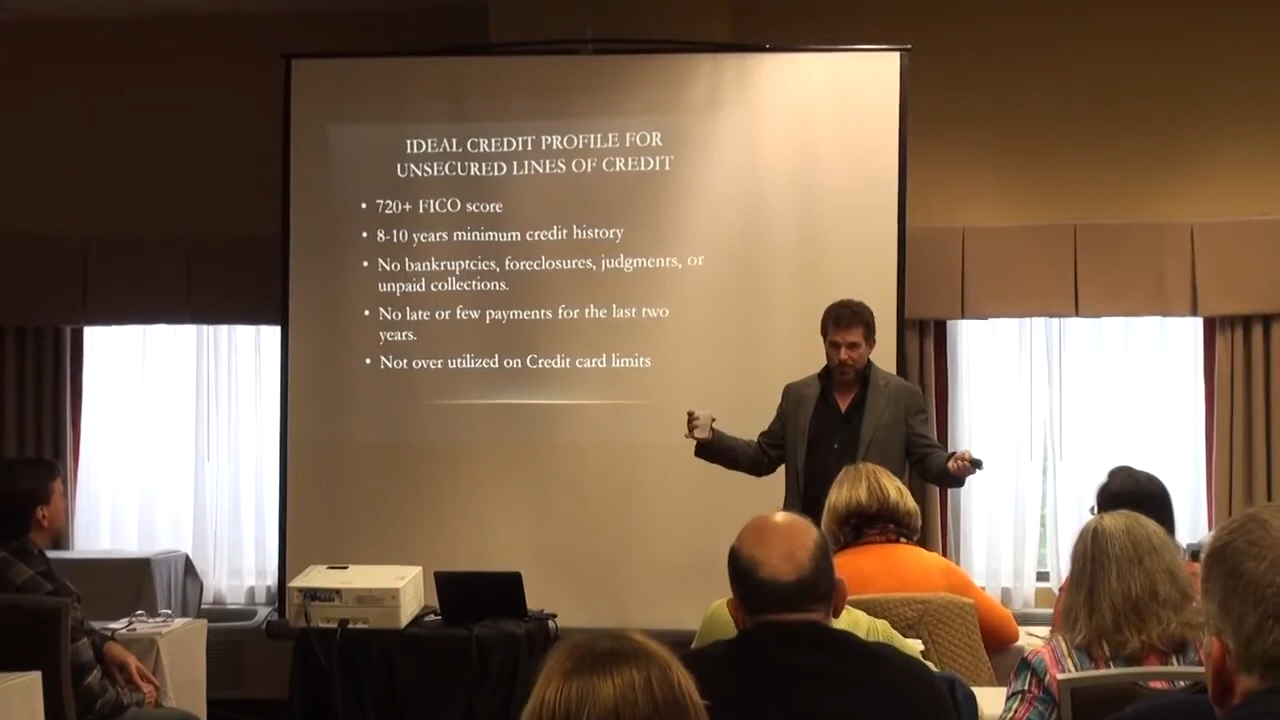 IDEAL CREDIT PROFILE FOR
UNSECURED LINES OF CREDIT
• 720+ FICO score
• 8-10 years minimum credit history
• No bankruptcies, foreclosures, judgments, or
unpaid collections.
• No late or few payments for the last two
years.
• Not over utilized on Credit card limits